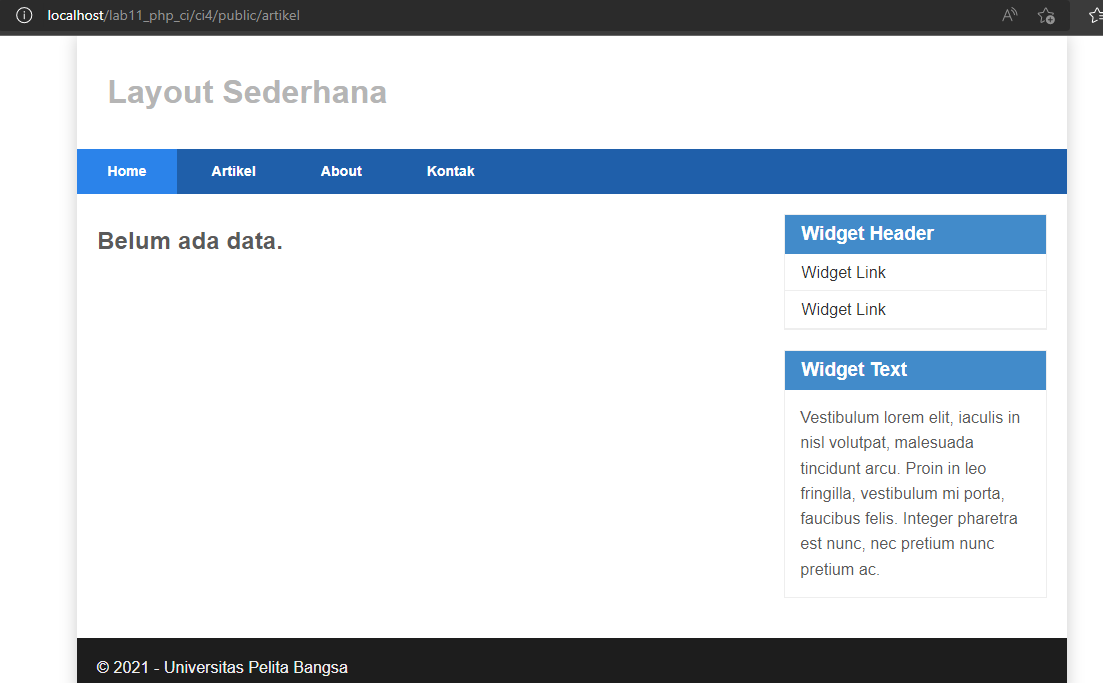 localhost/lab11_php_ci/ci4/public/artikel
Layout Sederhana
Home Artikel About Kontak
Belum ada data.
Widget Header
Widget Link
Widget Link
Widget Text
Vestibulum lorem elit, iaculis in
nisl volutpat, malesuada
tincidunt arcu. Proin in leo
fringilla, vestibulum mi porta,
faucibus felis. Integer pharetra
est nunc, nec pretium nunc
pretium ac.
© 2021 - Universitas Pelita Bangsa